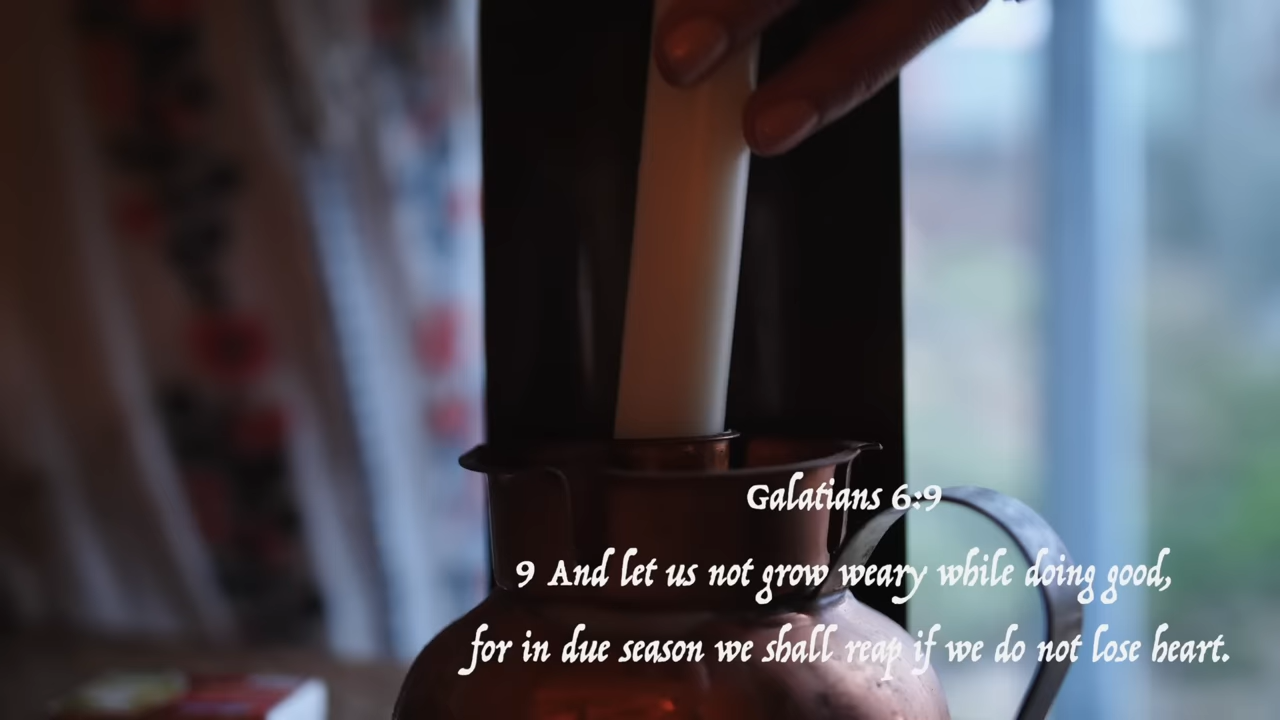 Galatians 6:9
9 And let us not grow weary while doing good,
for in due season we shall reap if we do not lose heart.